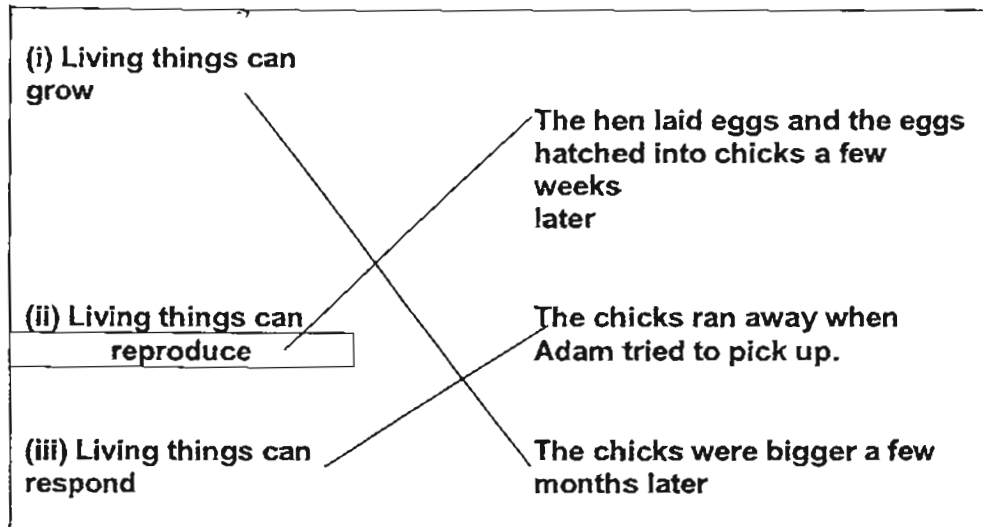 (i) Living things can
grow
The hen laid eggs and the eggs
hatched into chicks a few
weeks
later
(ii) Living things can
reproduce
The chicks ran away when
Adam tried to pick up.
(iii) Living things can
respond
The chicks were bigger a few
months later